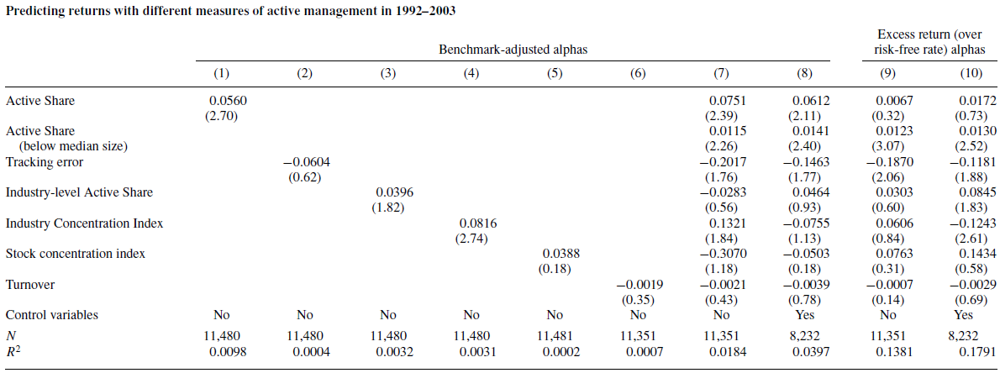 Predicting returns with different measures of active management in 1992–2003
Excess return (over
Benchmark-adjusted alphas risk-free rate) alphas
(1) (2) (3) (4) (5) (6) (7) (8) (9) (10)
Active Share 0.0560 0.0751 0.0612 0.0067 0.0172
(2.70) (2.39) (2.11) (0.32) (0.73)
Active Share 0.0115 0.0141 0.0123 0.0130
(below median size) (2.26) (2.40) (3.07) (2.52)
Tracking error −0.0604 −0.2017 −0.1463 −0.1870 −0.1181
(0.62) (1.76) (1.77) (2.06) (1.88)
Industry-level Active Share 0.0396 −0.0283 0.0464 0.0303 0.0845
(1.82) (0.56) (0.93) (0.60) (1.83)
Industry Concentration Index 0.0816 0.1321 −0.0755 0.0606 −0.1243
(2.74) (1.84) (1.13) (0.84) (2.61)
Stock concentration index 0.0388 −0.3070 −0.0503 0.0763 0.1434
(0.18) (1.18) (0.18) (0.31) (0.58)
Turnover −0.0019 −0.0021 −0.0039 −0.0007 −0.0029
(0.35) (0.43) (0.78) (0.14) (0.69)
Control variables No No No No No No No Yes No Yes
N 11,480 11,480 11,480 11,480 11,481 11,351 11,351 8,232 11,351 8,232
R² 0.0098 0.0004 0.0032 0.0031 0.0002 0.0007 0.0184 0.0397 0.1381 0.1791